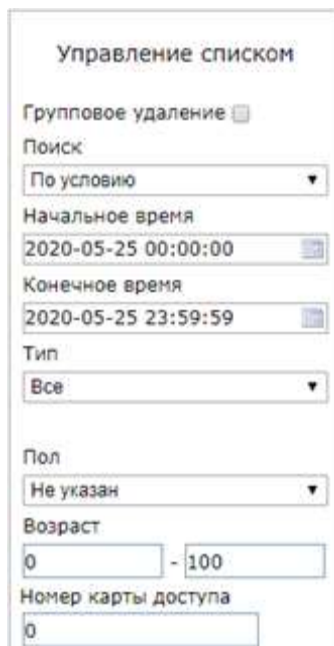 Управление списком
Групповое удаление
Поиск
По условию
Начальное время
2020-05-25 00:00:00
Конечное время
2020-05-25 23:59:59
Тип
Все
Пол
Не указан
Возраст
0 - 100
Номер карты доступа
0